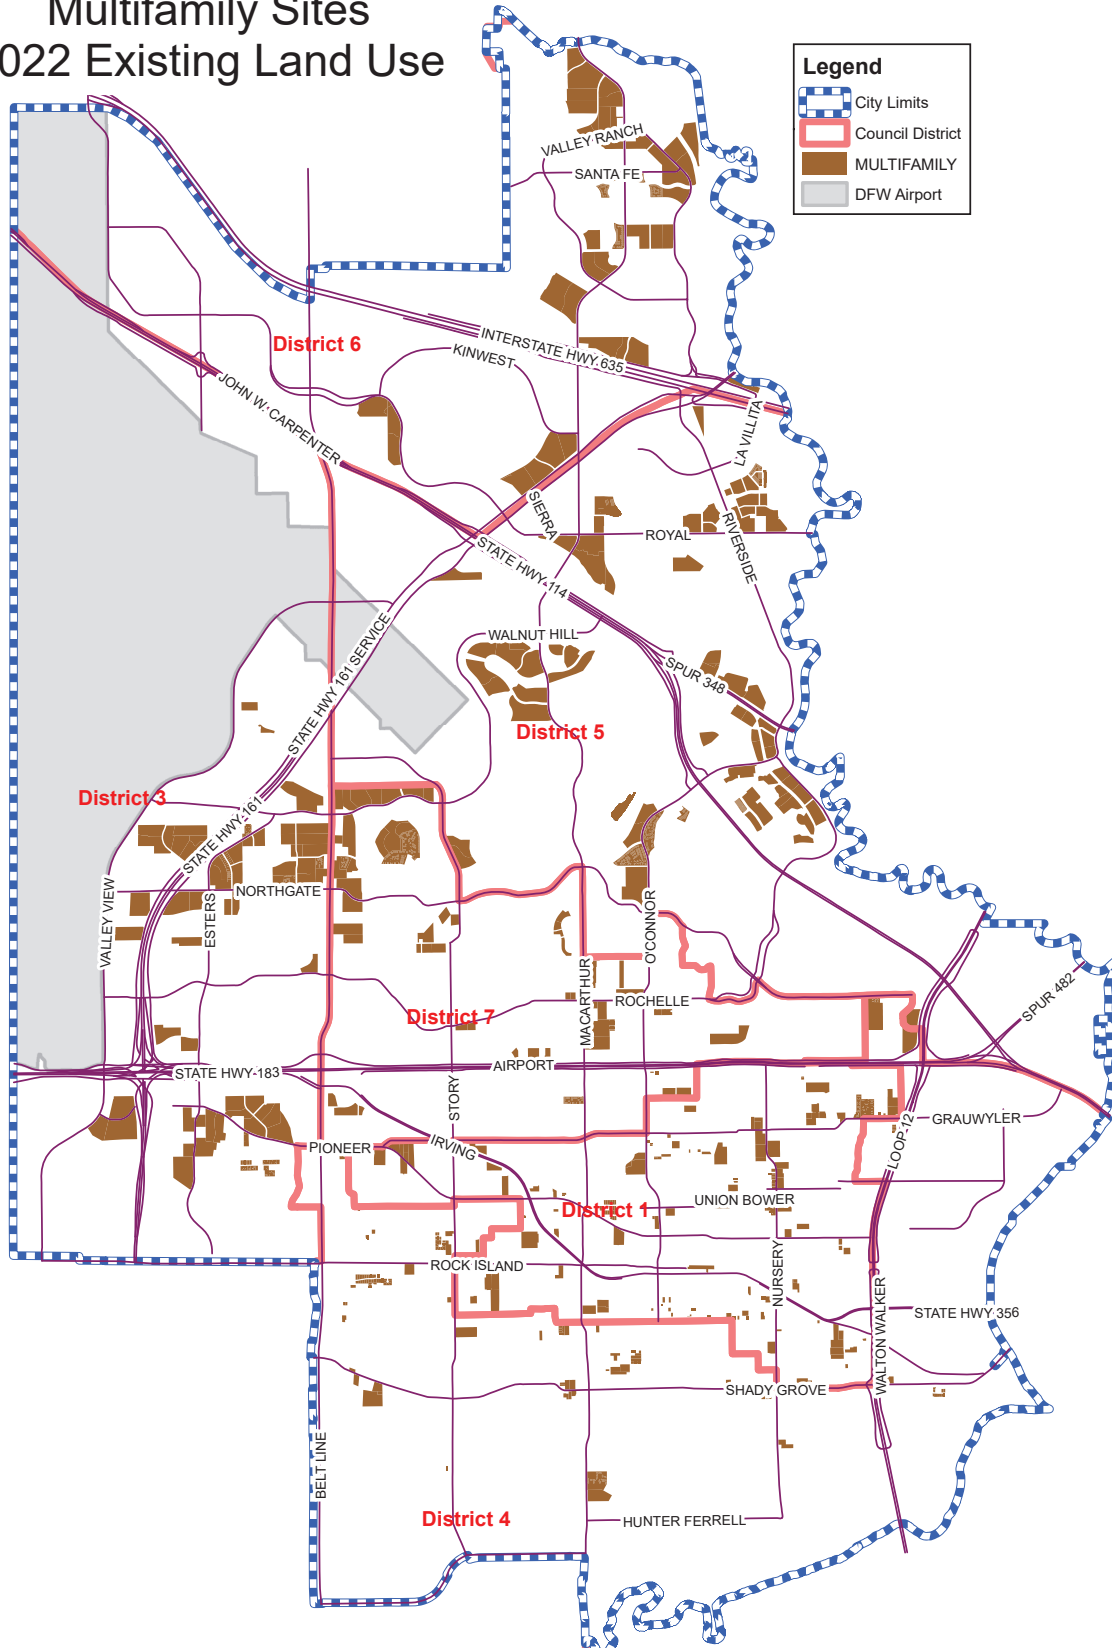 Multifamily Sites
022 Existing Land Use
Legend
City Limits
Council District
MULTIFAMILY
DFW Airport
VALLEY RANCH
SANTA FE
District 6
INTERSTATE HWY 635
KINWEST
JOHN W. CARPENTER
LA VILLITA
SIERRA
ROYAL
RIVERSIDE
STATE HWY 114
STATE HWY 161 SERVICE
WALNUT HILL
SPUR 348
District 5
District 3
STATE HWY 161
NORTHGATE
VALLEY VIEW
ESTERS
O'CONNOR
MACARTHUR
ROCHELLE
SPUR 482
District 7
AIRPORT
STATE HWY 183
STORY
GRAUWYLER
LOOP 12
PIONEER
IRVING
UNION BOWER
District 1
ROCK ISLAND
NURSERY
WALTON WALKER
STATE HWY 356
SHADY GROVE
BELT LINE
District 4
HUNTER FERRELL